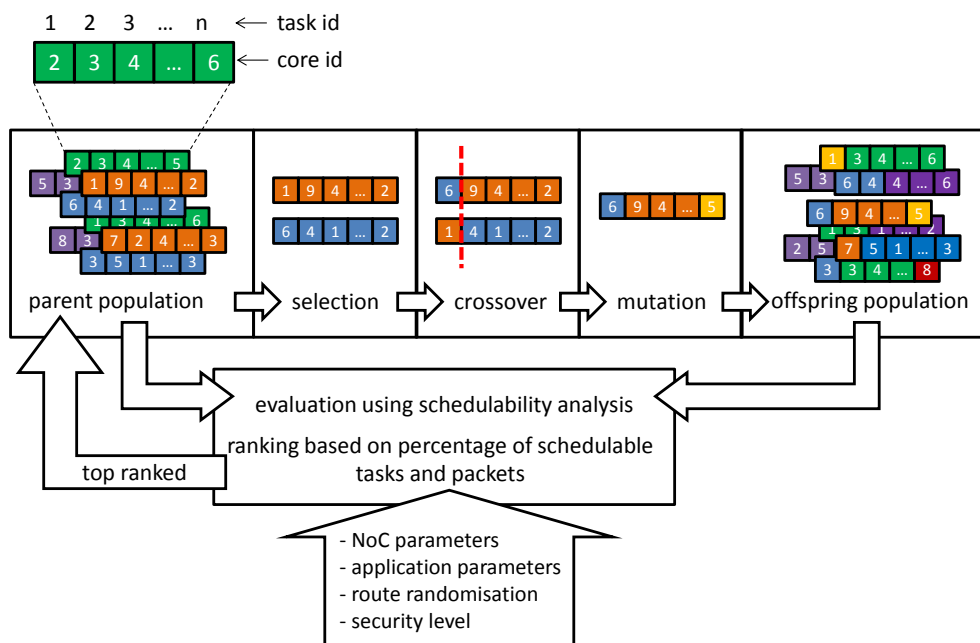 1 2 3 ... n task id
2 3 4 ... 6 core id
2 3 4 ... 5
5 3 1 9 4 ... 2
6 4 1 ... 2
1 3 4 ... 6
8 3 7 2 4 ... 3
3 5 1 ... 3
1 9 4 ... 2
6 4 1 ... 2
6 9 4 ... 2
1 4 1 ... 2
6 9 4 ... 5
1 3 4 ... 6
5 3 6 4 4 ... 6
6 9 4 ... 5
1 3 1 ... 2
2 5 7 5 1 ... 3
3 3 4 ... 8
parent population
selection
crossover
mutation
offspring population
evaluation using schedulability analysis
ranking based on percentage of schedulable
tasks and packets
top ranked
- NoC parameters
- application parameters
- route randomisation
- security level